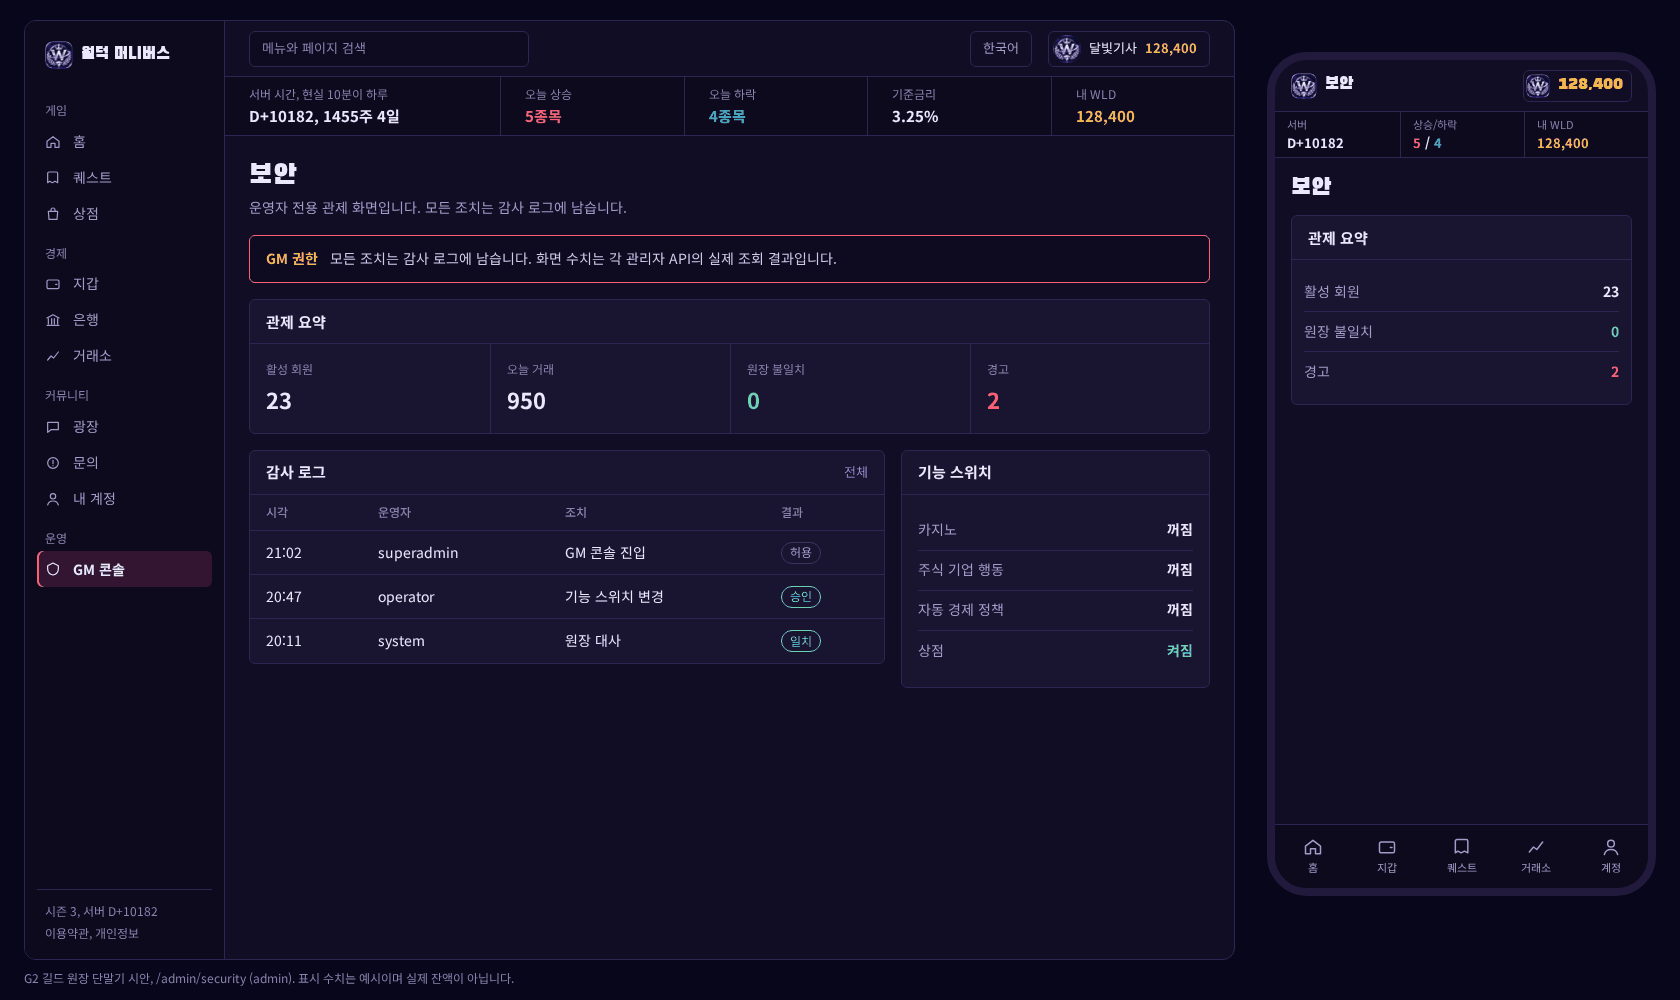 월덕 머니버스
메뉴와 페이지 검색
한국어
달빛기사 128,400
서버 시간, 현실 10분이 하루
D+10182, 1455주 4일
오늘 상승
5종목
오늘 하락
4종목
기준금리
3.25%
내 WLD
128,400
게임
홈
퀘스트
상점
경제
지갑
은행
거래소
커뮤니티
광장
문의
내 계정
운영
GM 콘솔
시즌 3, 서버 D+10182
이용약관, 개인정보
보안
운영자 전용 관제 화면입니다. 모든 조치는 감사 로그에 남습니다.
GM 권한 모든 조치는 감사 로그에 남습니다. 화면 수치는 각 관리자 API의 실제 조회 결과입니다.
관제 요약
활성 회원
23
오늘 거래
950
원장 불일치
0
경고
2
감사 로그 전체
시각 운영자 조치 결과
21:02 superadmin GM 콘솔 진입 허용
20:47 operator 기능 스위치 변경 승인
20:11 system 원장 대사 일치
기능 스위치
카지노 꺼짐
주식 기업 행동 꺼짐
자동 경제 정책 꺼짐
상점 켜짐
G2 길드 원장 단말기 시안, /admin/security (admin). 표시 수치는 예시이며 실제 잔액이 아닙니다.
보안 128,400
서버
D+10182
상승/하락
5 / 4
내 WLD
128,400
보안
관제 요약
활성 회원 23
원장 불일치 0
경고 2
홈 지갑 퀘스트 거래소 계정